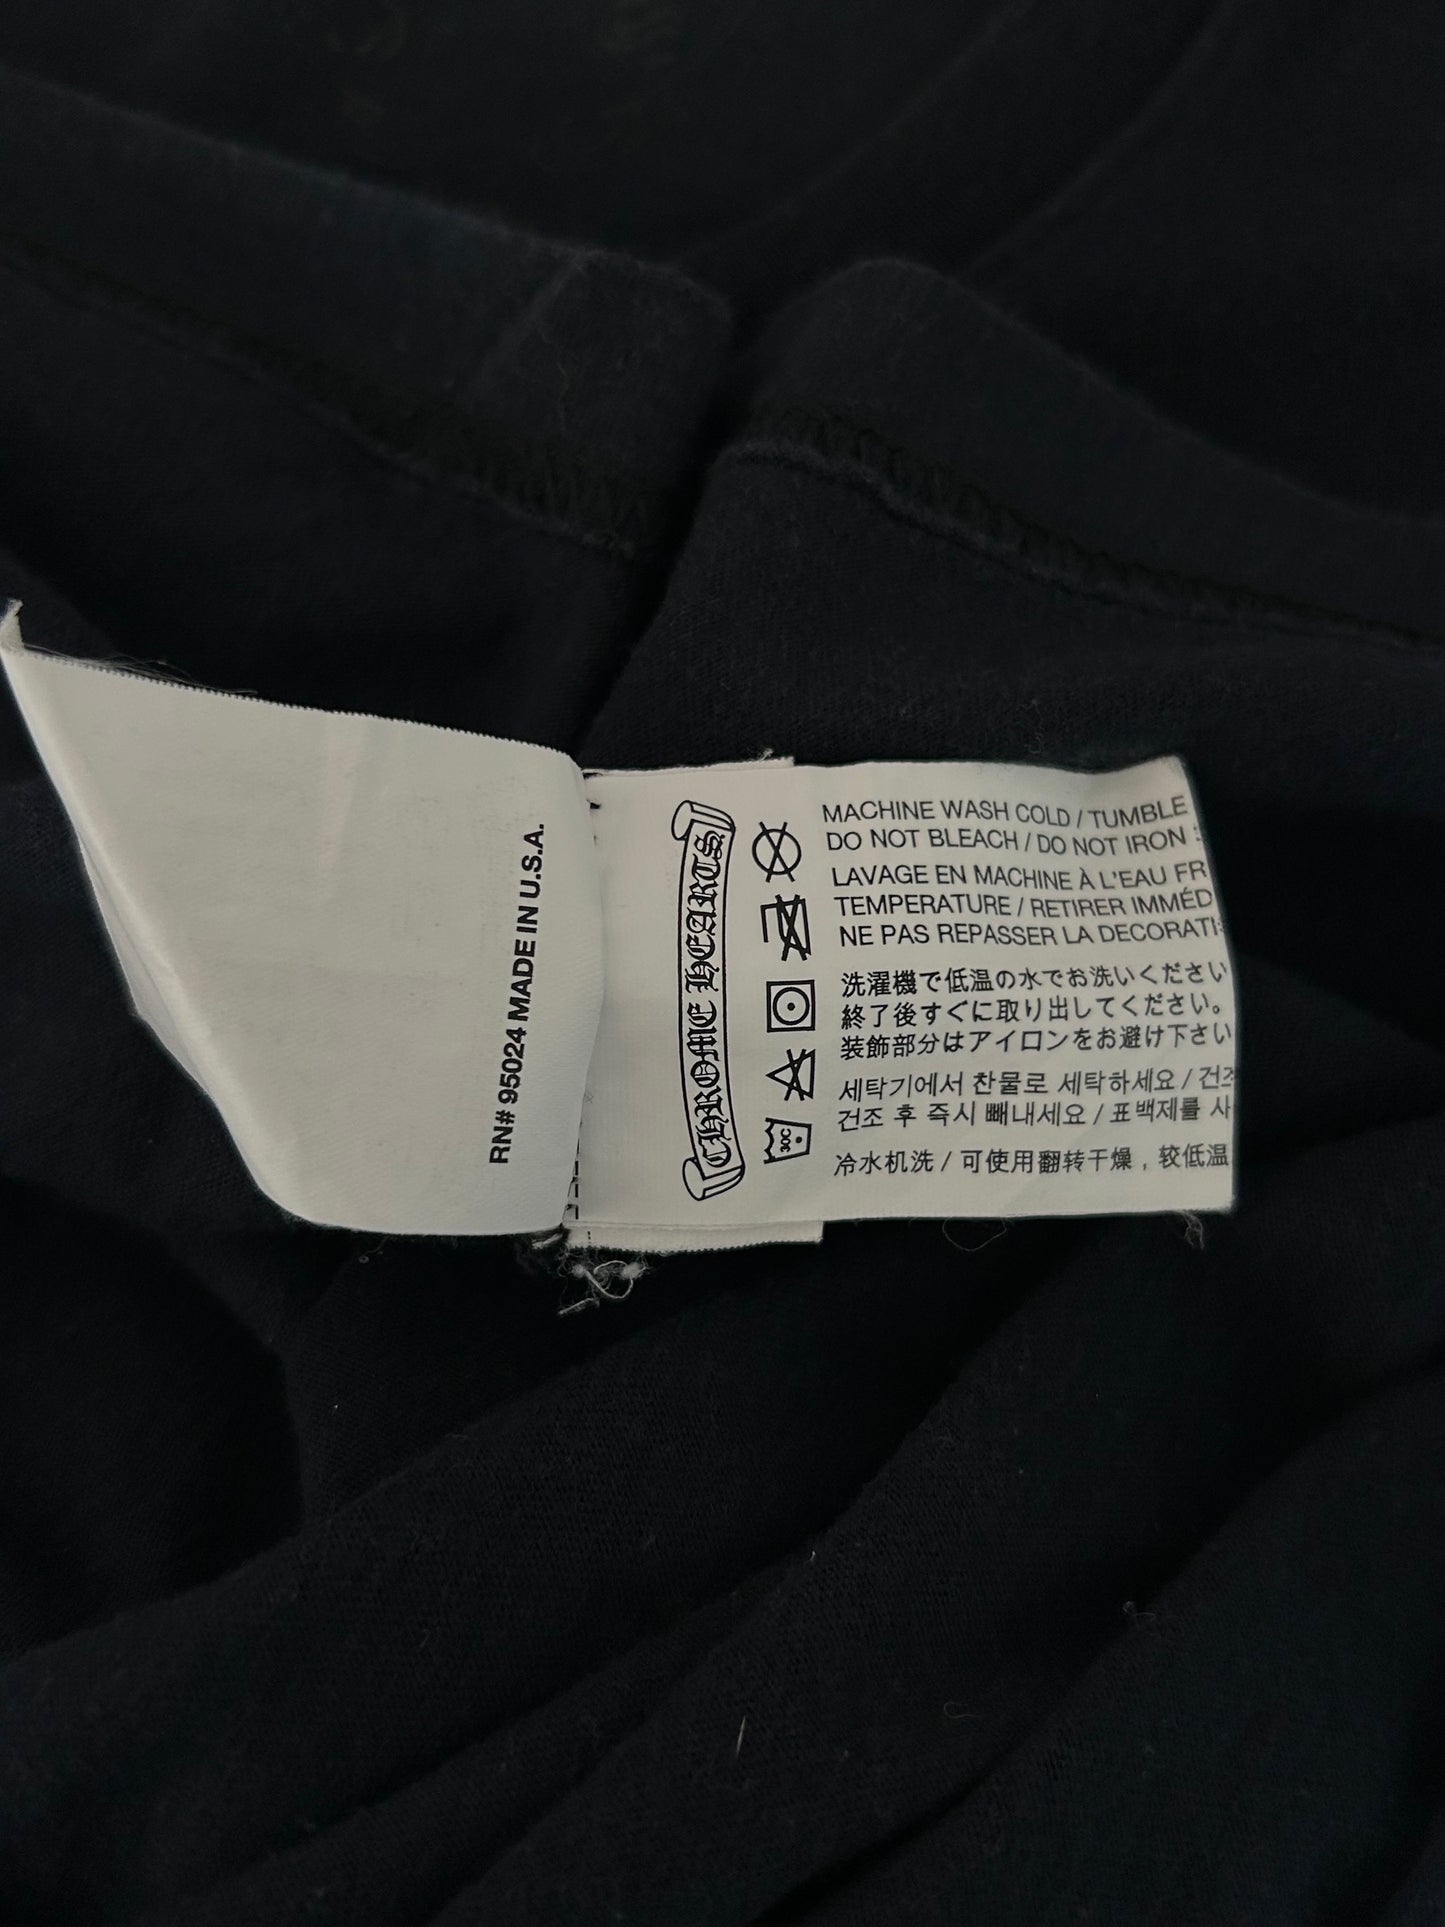 RN# 95024 MADE IN U.S.A.
CHROME HEARTS
30C
MACHINE WASH COLD / TUMBLE
DO NOT BLEACH / DO NOT IRON
LAVAGE EN MACHINE À L'EAU FR
TEMPERATURE / RETIRER IMMÉD
NE PAS REPASSER LA DECORATI
洗濯機で低温の水でお洗いください
終了後すぐに取り出してください。
装飾部分はアイロンをお避け下さい
세탁기에서 찬물로 세탁하세요 / 건조
건조 후 즉시 빼내세요 / 표백제를 사
冷水机洗 / 可使用翻转干燥，较低温